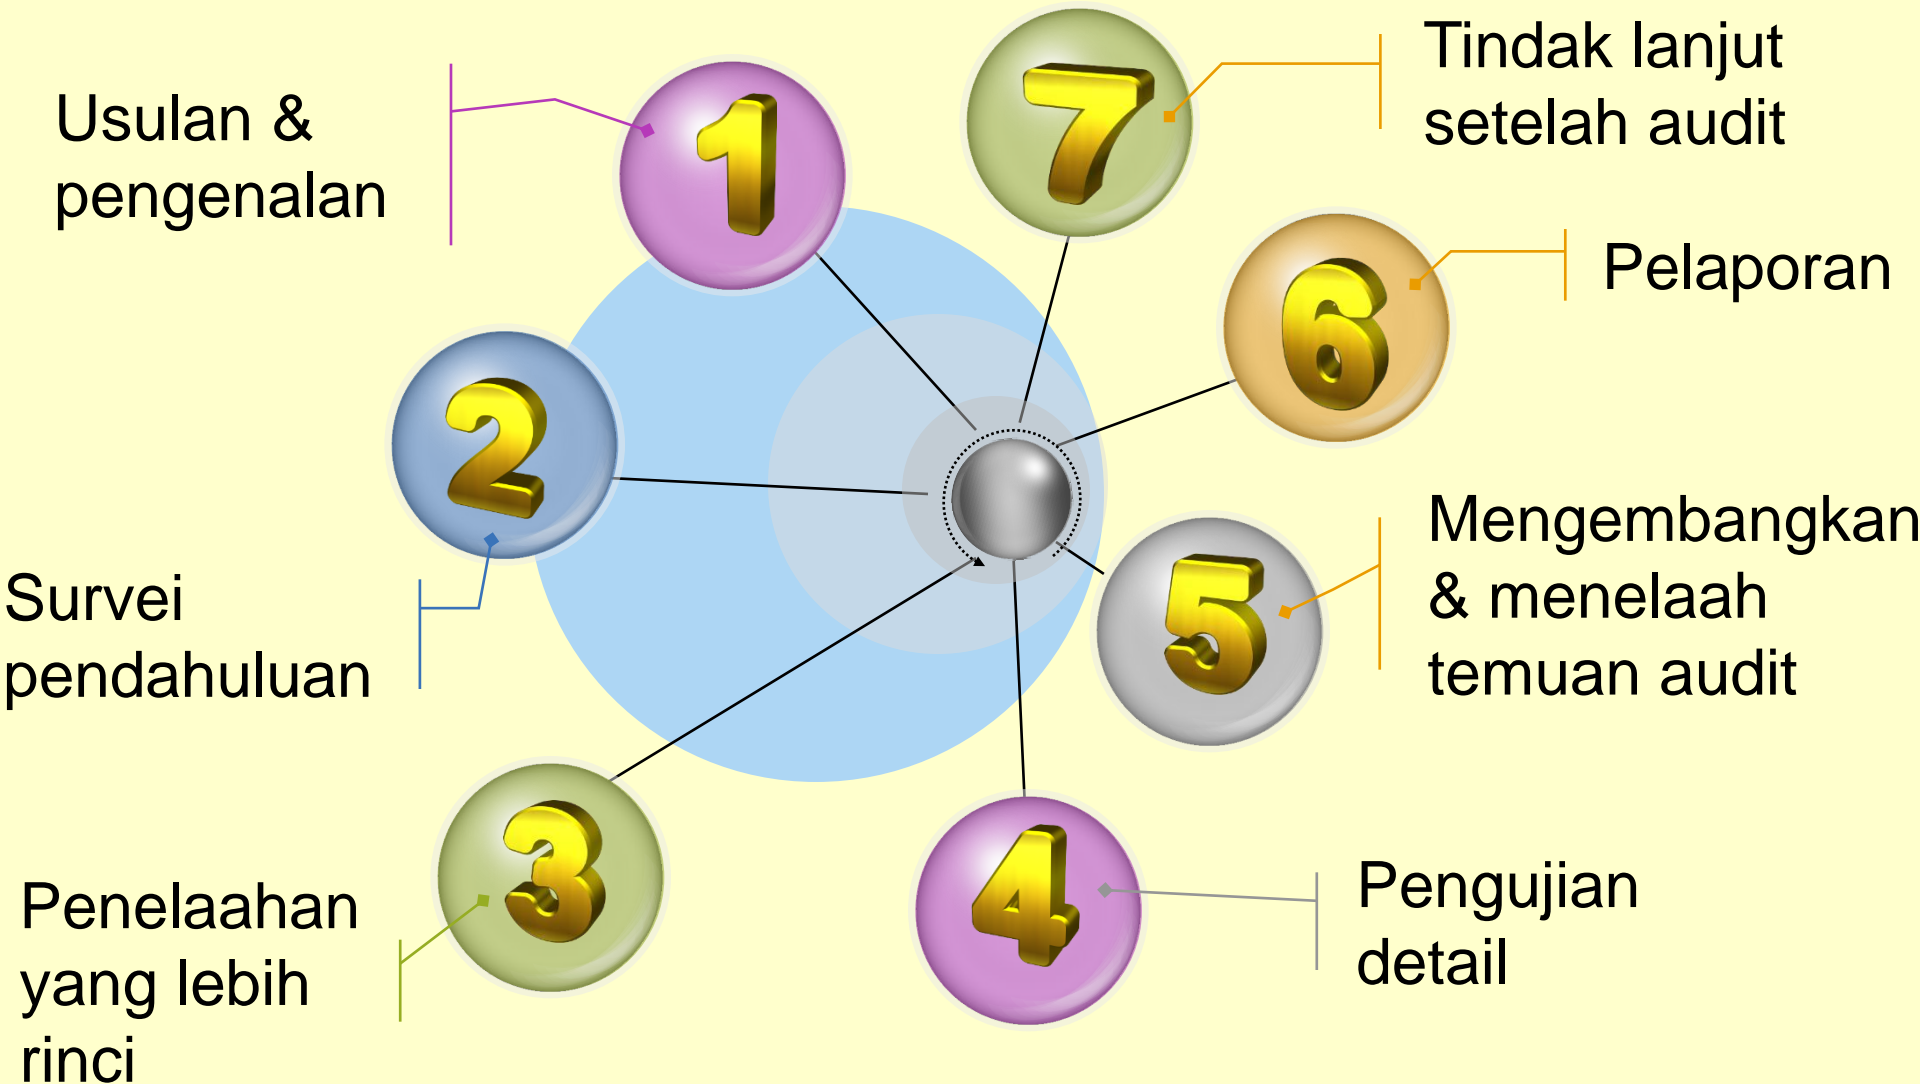 1
Usulan &
pengenalan
2
Survei
pendahuluan
3
Penelaahan
yang lebih
rinci
4
Pengujian
detail
5
Mengembangkan
& menelaah
temuan audit
6
Pelaporan
7
Tindak lanjut
setelah audit